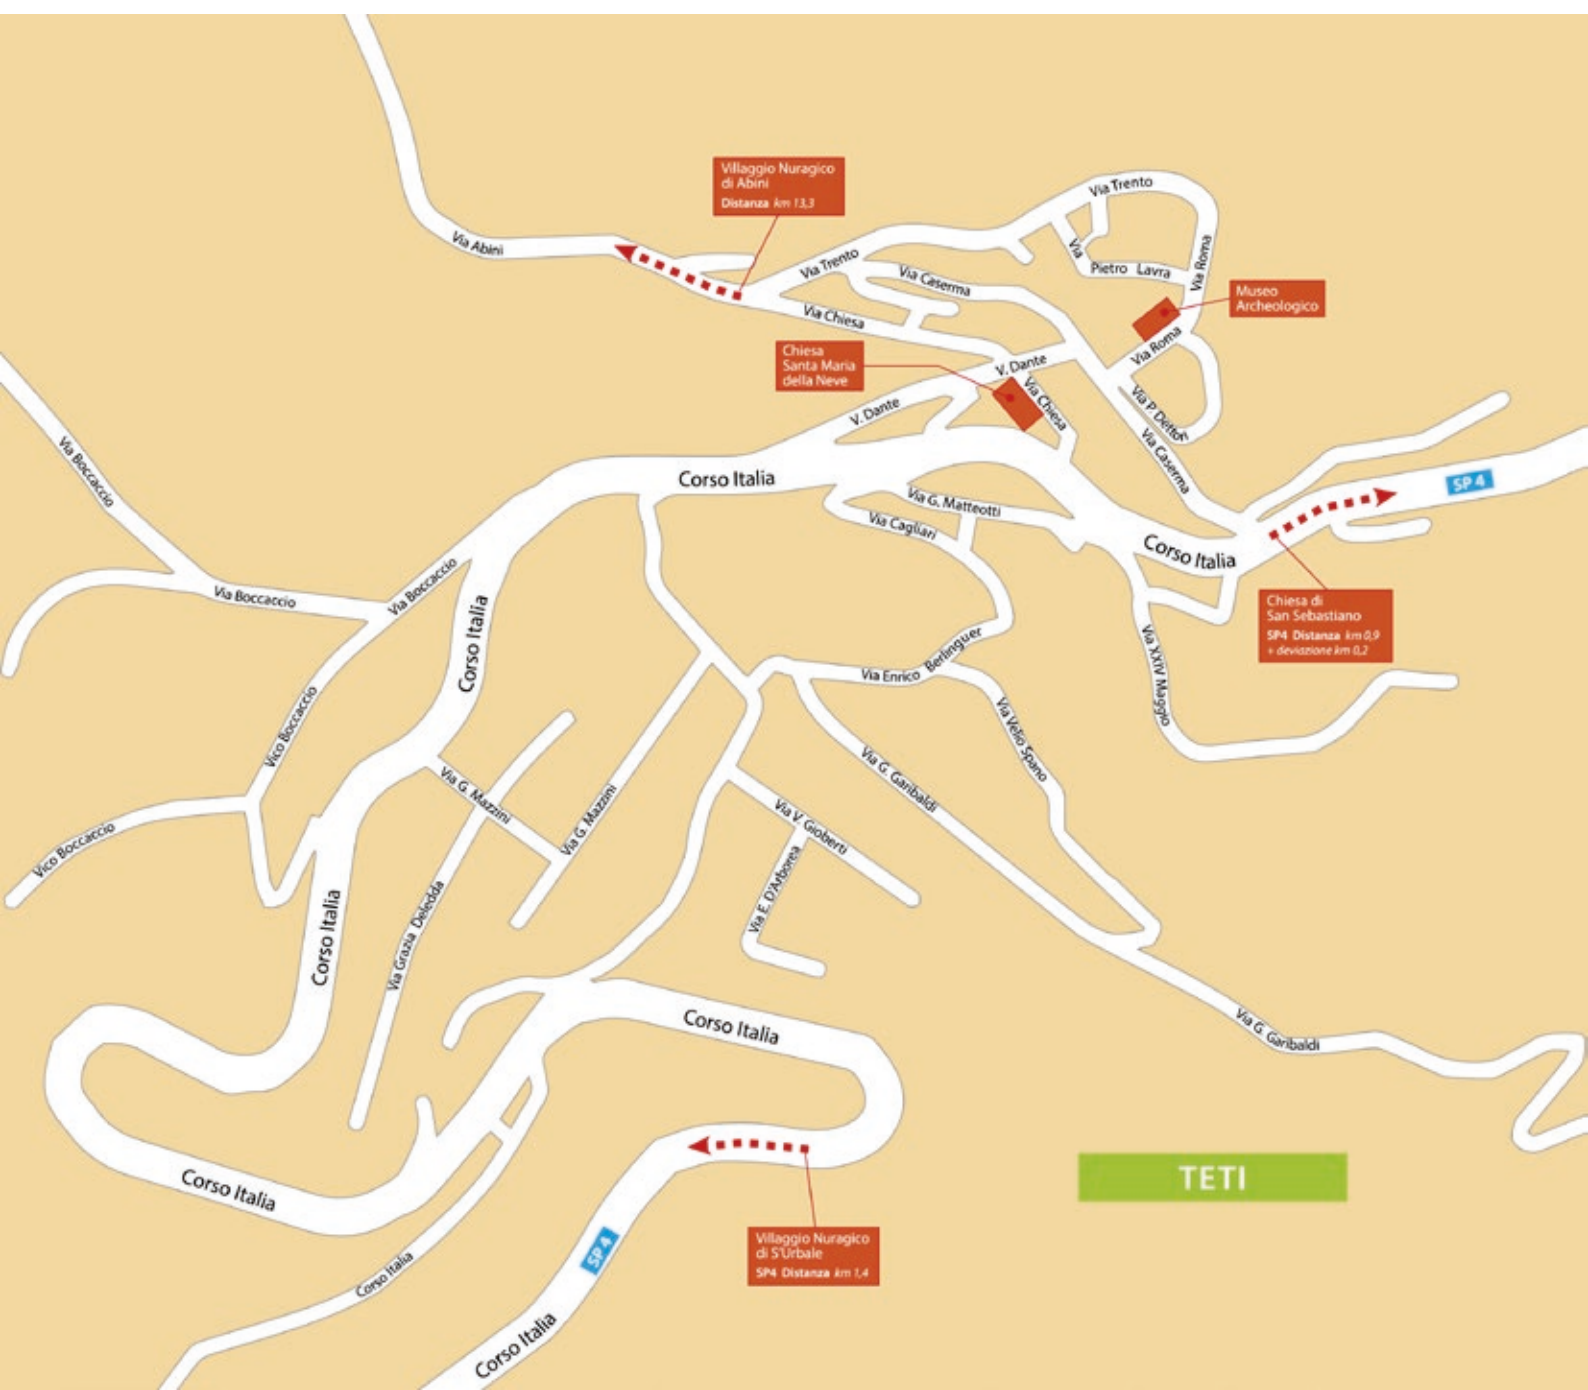 Villaggio Nuragico
di Abini
Distanza km 13,3
Via Trento
Via Abini
Via Trento
Via Roma
Via
Pietro Lavra
Via Caserma
Museo
Archeologico
Via Chiesa
Via Roma
Chiesa
Santa Maria
della Neve
V. Dante
Via Chiesa
V. Dante
Via P. Dettori
Via Caserma
Via Boccaccio
Corso Italia
SP 4
Via G. Matteotti
Via Cagliari
Corso Italia
Via Boccaccio
Via Boccaccio
Chiesa di
San Sebastiano
SP4 Distanza km 0,9
+ deviazione km 0,2
Corso Italia
Via Enrico Berlinguer
Via XXIV Maggio
Vico Boccaccio
Via Velio Spano
Via G. Mazzini
Via G. Mazzini
Via G. Garibaldi
Via V. Gioberti
Vico Boccaccio
Via E. D'Arborea
Corso Italia
Via Grazia Deledda
Corso Italia
Via G. Garibaldi
TETI
Corso Italia
Villaggio Nuragico
di S'Urbale
SP4 Distanza km 1,4
SP 4
Corso Italia
Corso Italia